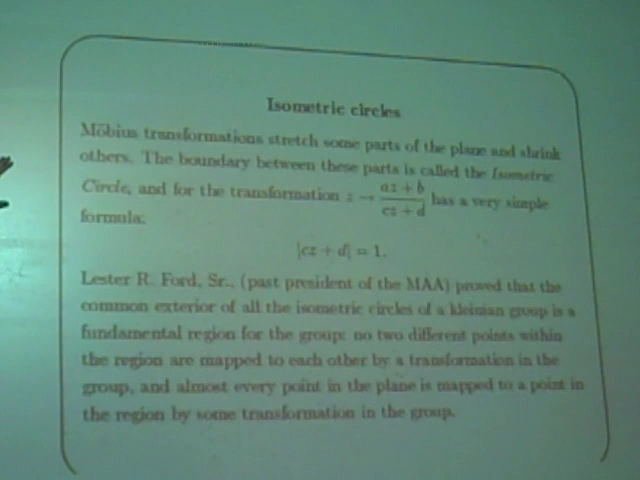 Isometric circles
Möbius transformations stretch some parts of the plane and shrink
others. The boundary between these parts is called the Isometric
Circle, and for the transformation z → (az + b)/(cz + d) has a very simple
formula:
|cz + d| = 1.
Lester R. Ford, Sr., (past president of the MAA) proved that the
common exterior of all the isometric circles of a kleinian group is a
fundamental region for the group: no two different points within
the region are mapped to each other by a transformation in the
group, and almost every point in the plane is mapped to a point in
the region by some transformation in the group.